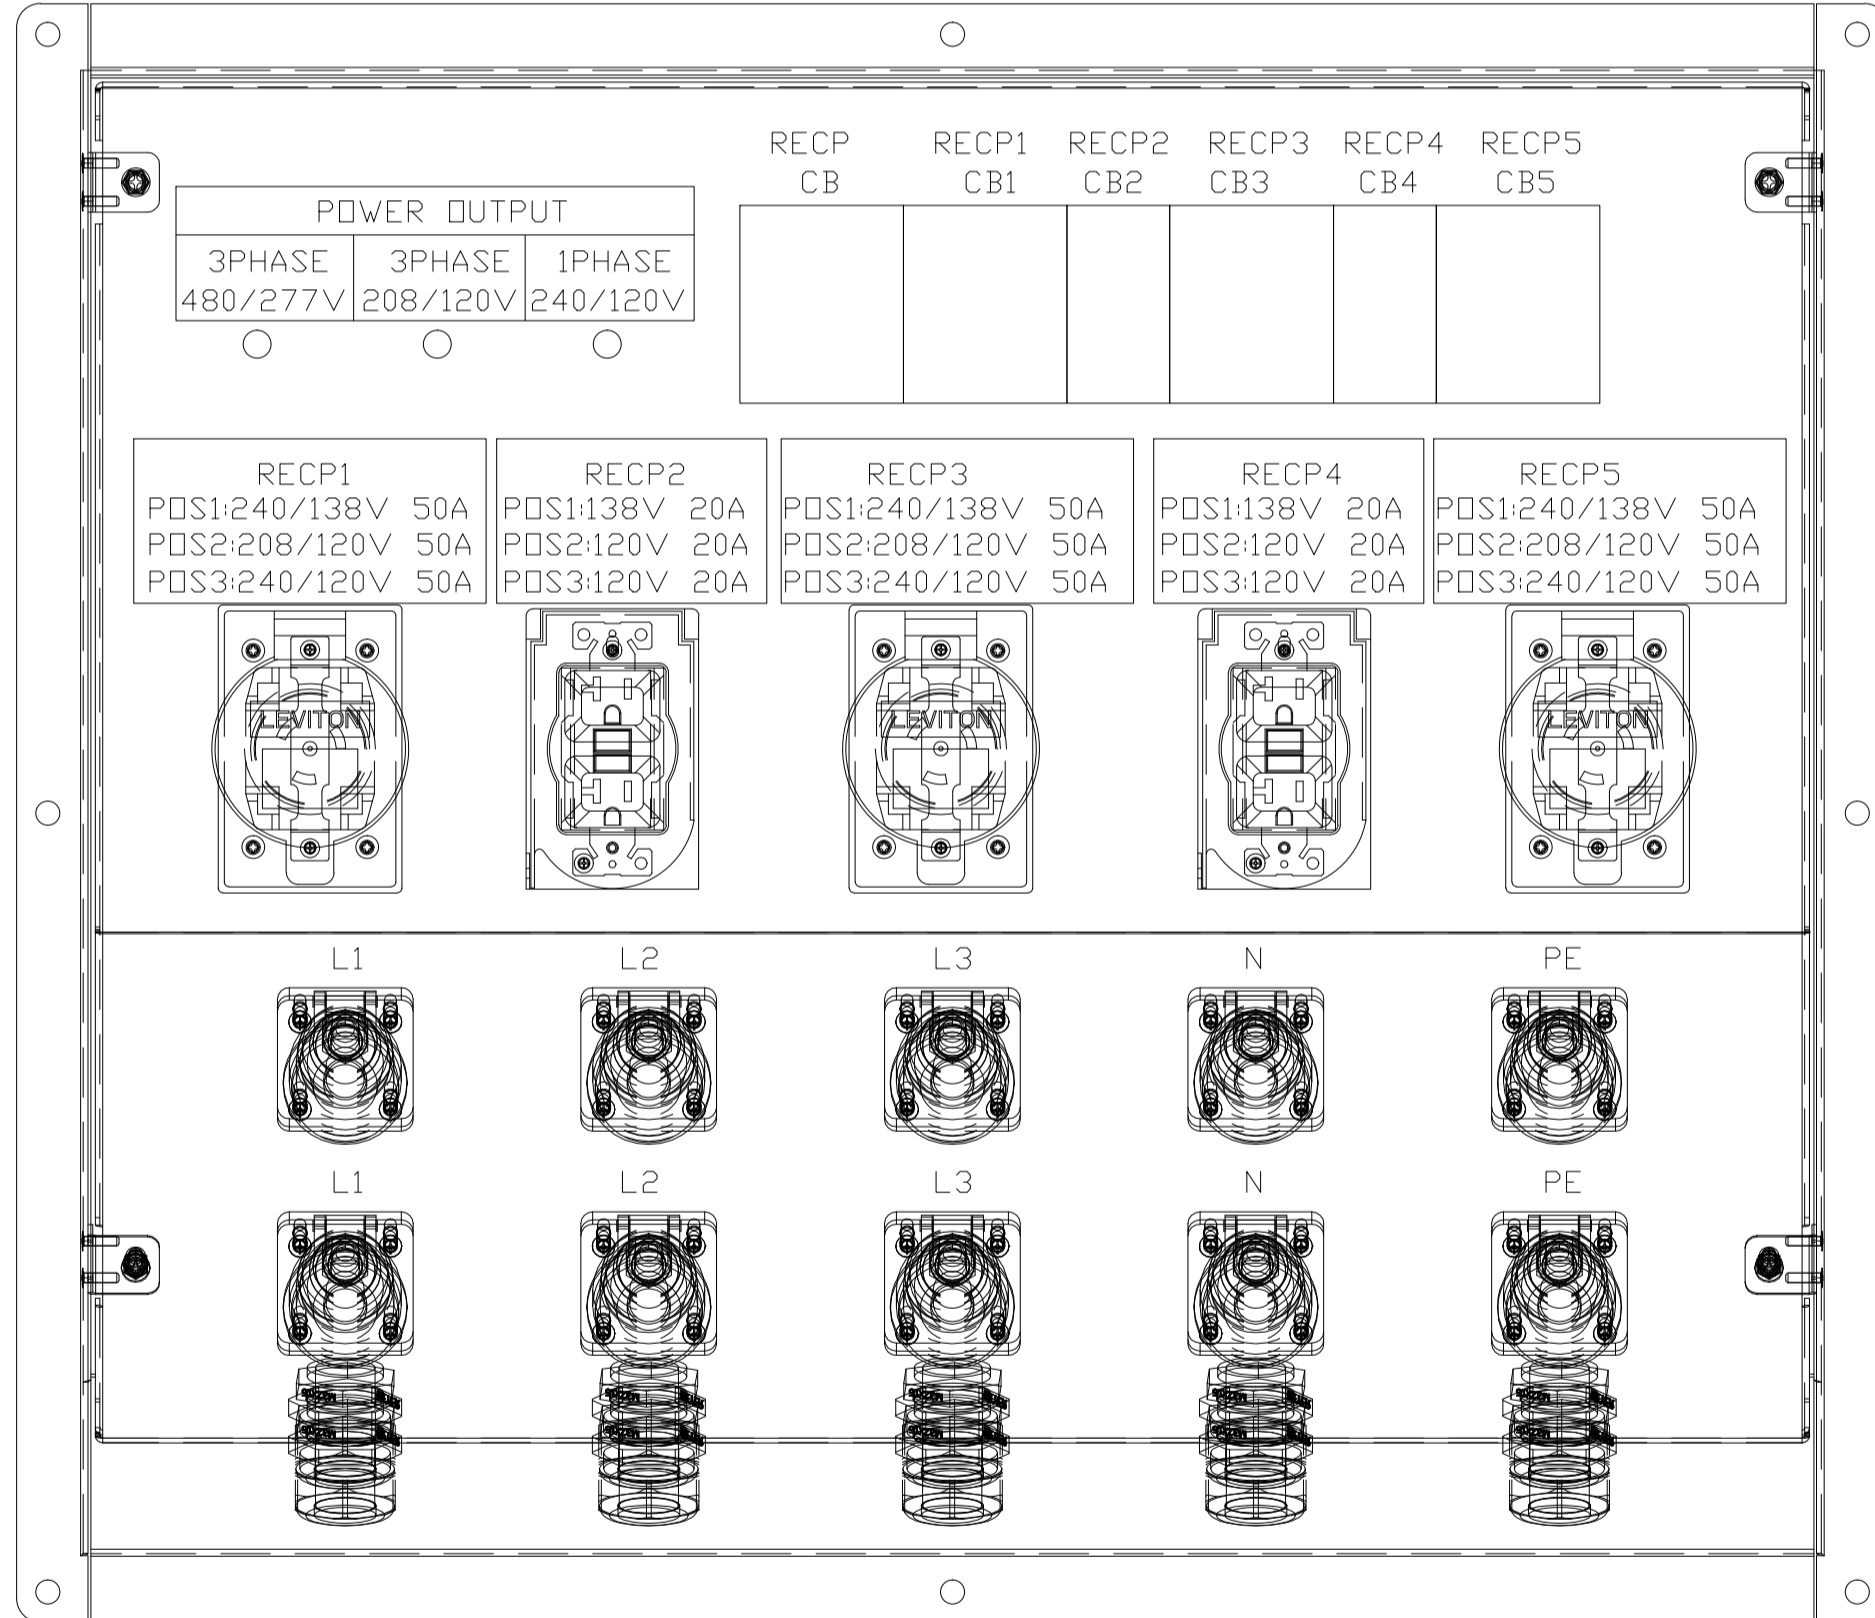 RECP RECP1 RECP2 RECP3 RECP4 RECP5
CB CB1 CB2 CB3 CB4 CB5
POWER OUTPUT
3PHASE 3PHASE 1PHASE
480/277V 208/120V 240/120V
RECP1
POS1:240/138V 50A
POS2:208/120V 50A
POS3:240/120V 50A
RECP2
POS1:138V 20A
POS2:120V 20A
POS3:120V 20A
RECP3
POS1:240/138V 50A
POS2:208/120V 50A
POS3:240/120V 50A
RECP4
POS1:138V 20A
POS2:120V 20A
POS3:120V 20A
RECP5
POS1:240/138V 50A
POS2:208/120V 50A
POS3:240/120V 50A
LEVITON LEVITON LEVITON
L1 L2 L3 N PE
L1 L2 L3 N PE